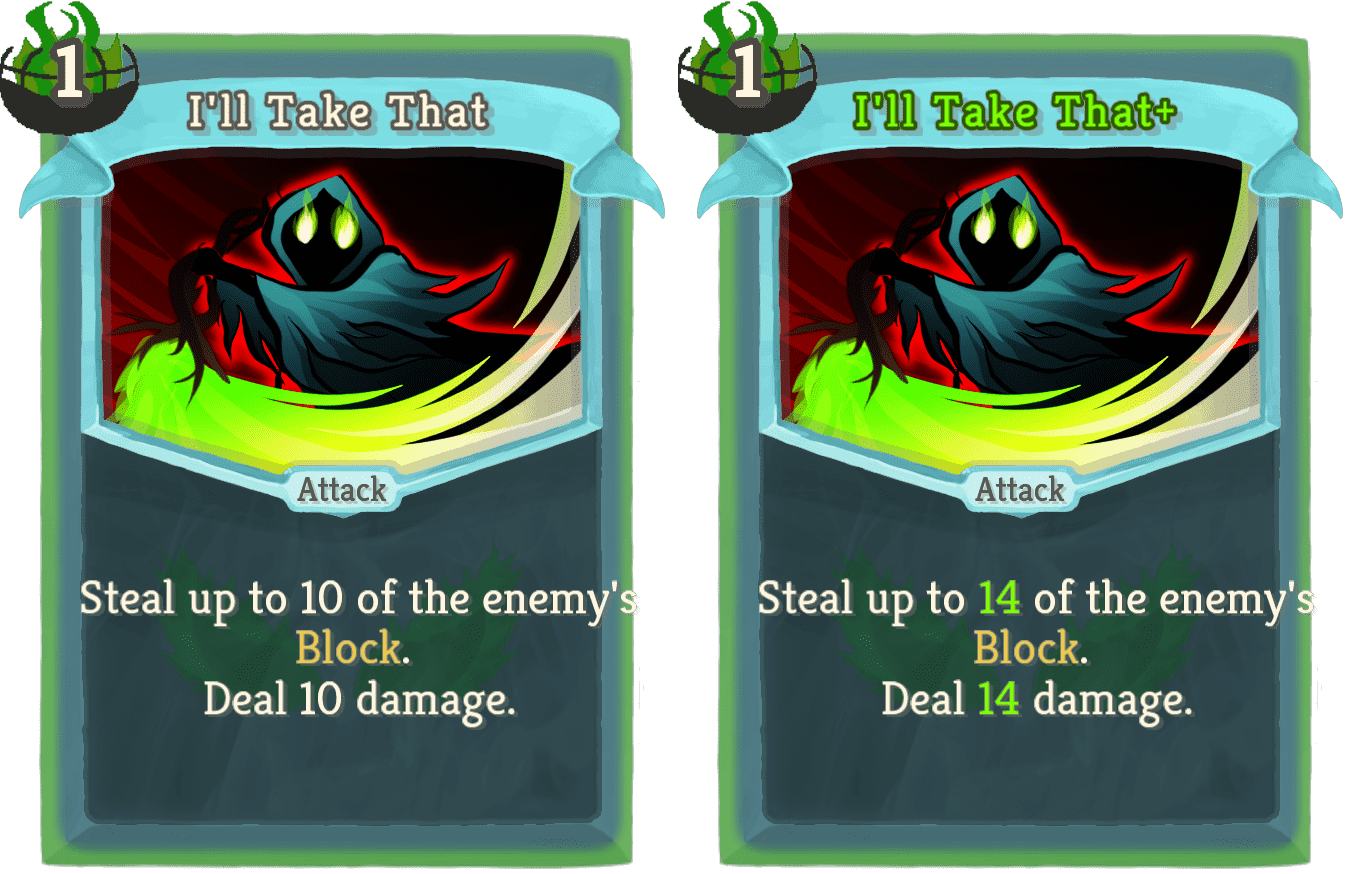 1
I'll Take That
Attack
Steal up to 10 of the enemy's
Block.
Deal 10 damage.
1
I'll Take That+
Attack
Steal up to 14 of the enemy's
Block.
Deal 14 damage.